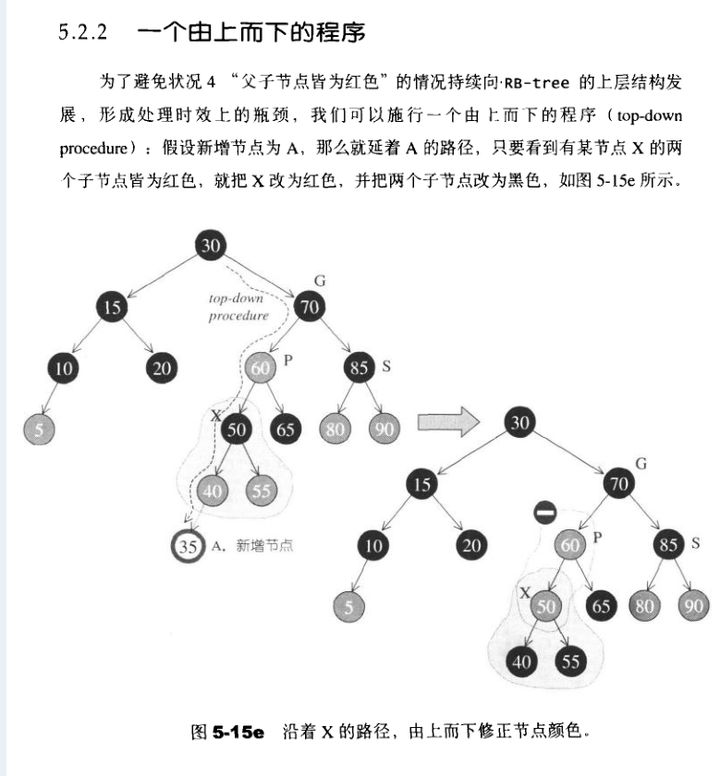 5.2.2 一个由上而下的程序
为了避免状况 4 “父子节点皆为红色”的情况持续向 RB-tree 的上层结构发
展，形成处理时效上的瓶颈，我们可以施行一个由上而下的程序（top-down
procedure）：假设新增节点为 A，那么就延着 A 的路径，只要看到有某节点 X 的两
个子节点皆为红色，就把 X 改为红色，并把两个子节点改为黑色，如图 5-15e 所示。
30
G
top-down
procedure
15
70
10
20
60
P
85
S
5
X
50
65
80
90
40
55
35
A，新增节点
30
G
15
70
10
20
60
P
85
S
5
X
50
65
80
90
40
55
图 5-15e 沿着 X 的路径，由上而下修正节点颜色。